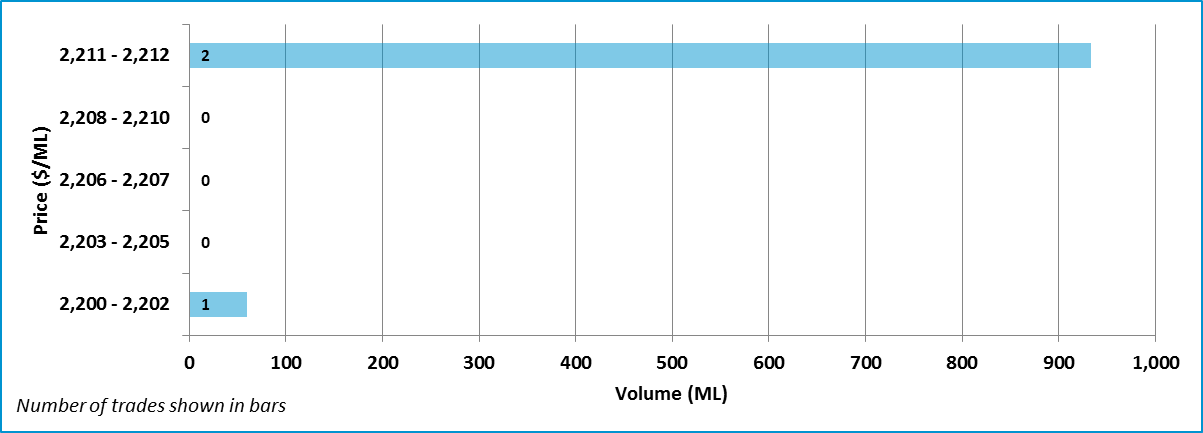 Price ($/ML)
2,211 - 2,212 2
2,208 - 2,210 0
2,206 - 2,207 0
2,203 - 2,205 0
2,200 - 2,202 1
0 100 200 300 400 500 600 700 800 900 1,000
Volume (ML)
Number of trades shown in bars